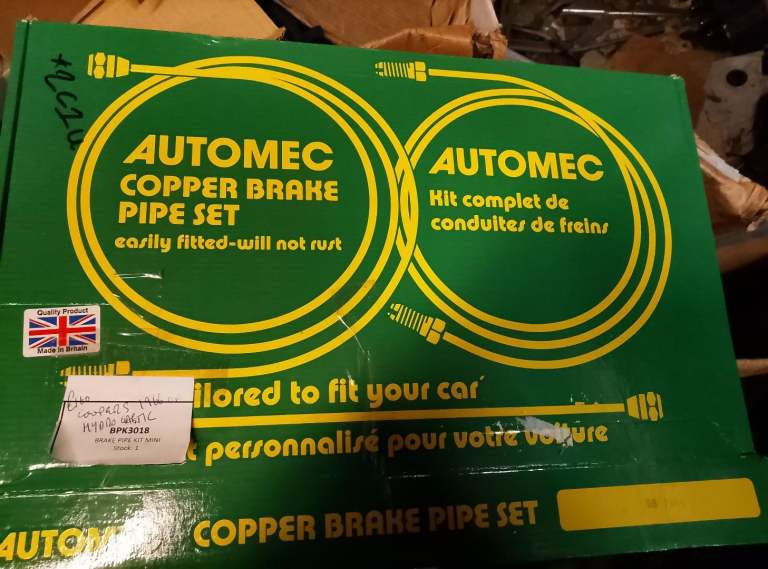 AUTOMEC
COPPER BRAKE
PIPE SET
easily fitted-will not rust
AUTOMEC
Kit complet de
conduites de freins
Quality Product
Made in Britain
ilored to fit your car
COOPER S
HYDRO
BPK3018
BRAKE PIPE KIT MINI
Stock: 1
t personnalisé pour votre voiture
AUTOM
COPPER BRAKE PIPE SET